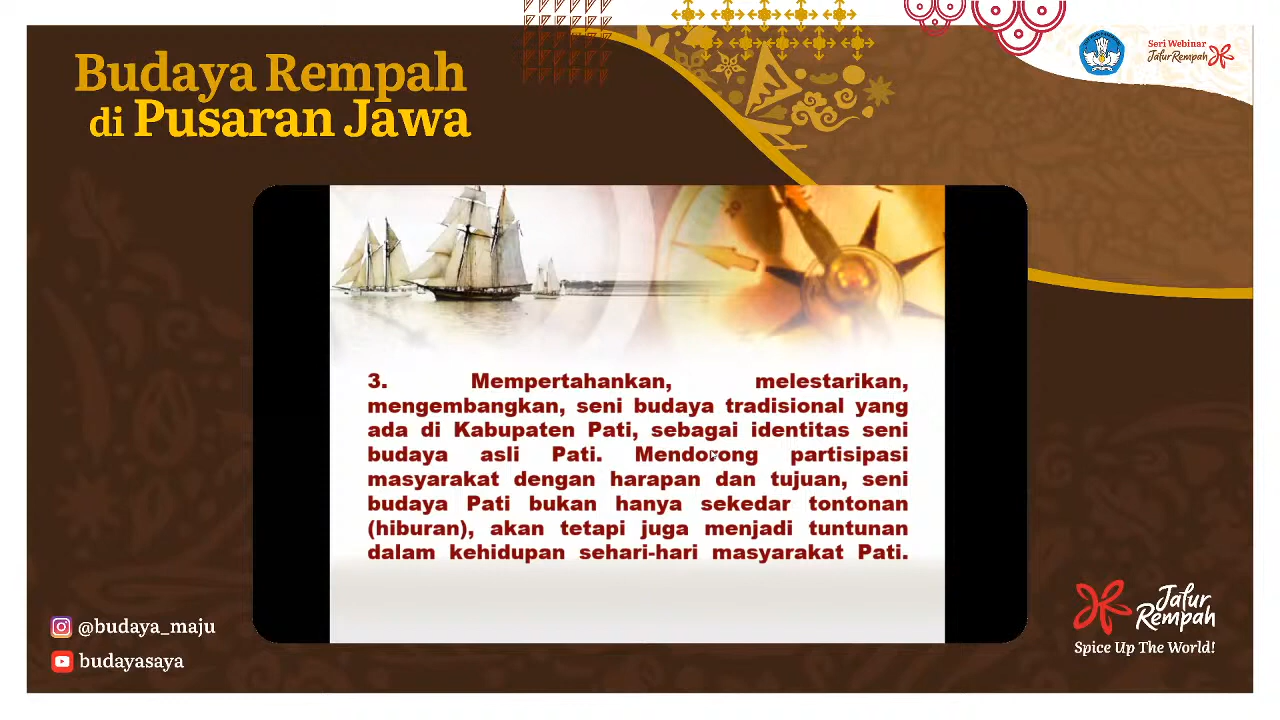 Budaya Rempah
di Pusaran Jawa
Seri Webinar
Jalur Rempah
20
3. Mempertahankan, melestarikan,
mengembangkan, seni budaya tradisional yang
ada di Kabupaten Pati, sebagai identitas seni
budaya asli Pati. Mendorong partisipasi
masyarakat dengan harapan dan tujuan, seni
budaya Pati bukan hanya sekedar tontonan
(hiburan), akan tetapi juga menjadi tuntunan
dalam kehidupan sehari-hari masyarakat Pati.
@budaya_maju
budayasaya
Jalur
Rempah
Spice Up The World!